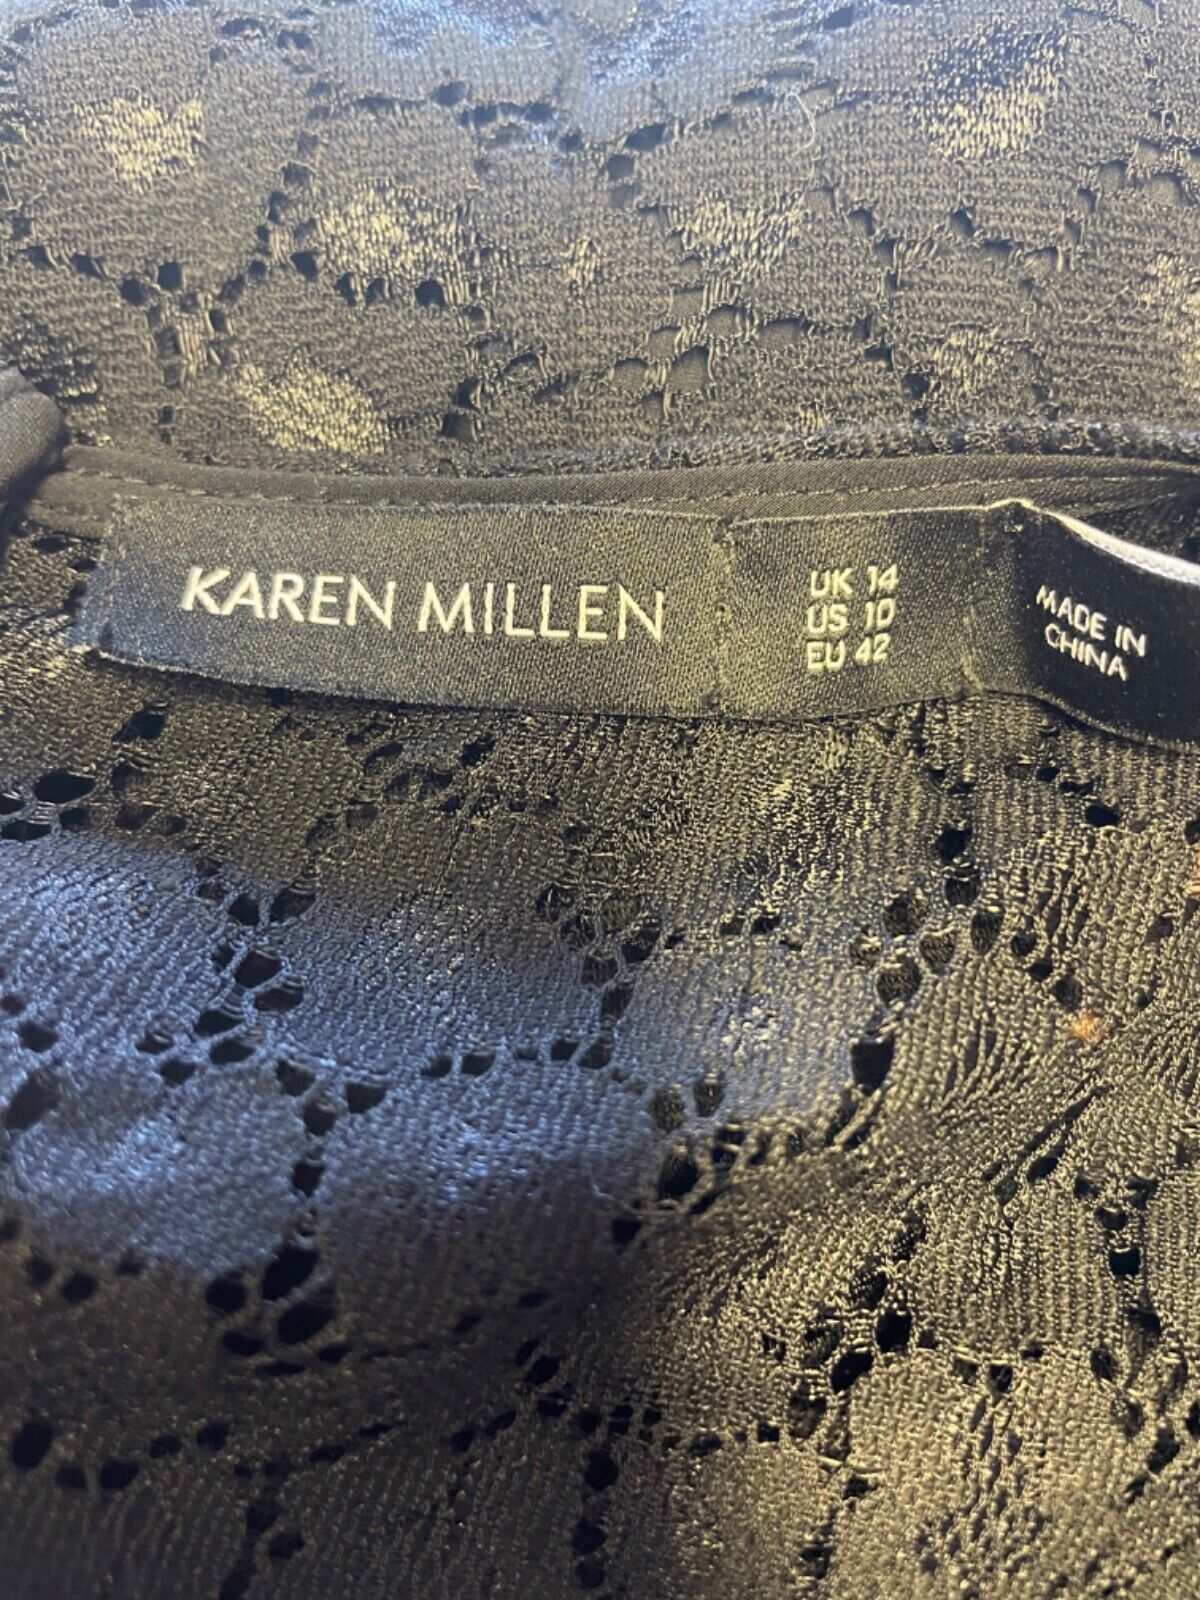 KAREN MILLEN
UK 14
US 10
EU 42
MADE IN
CHINA